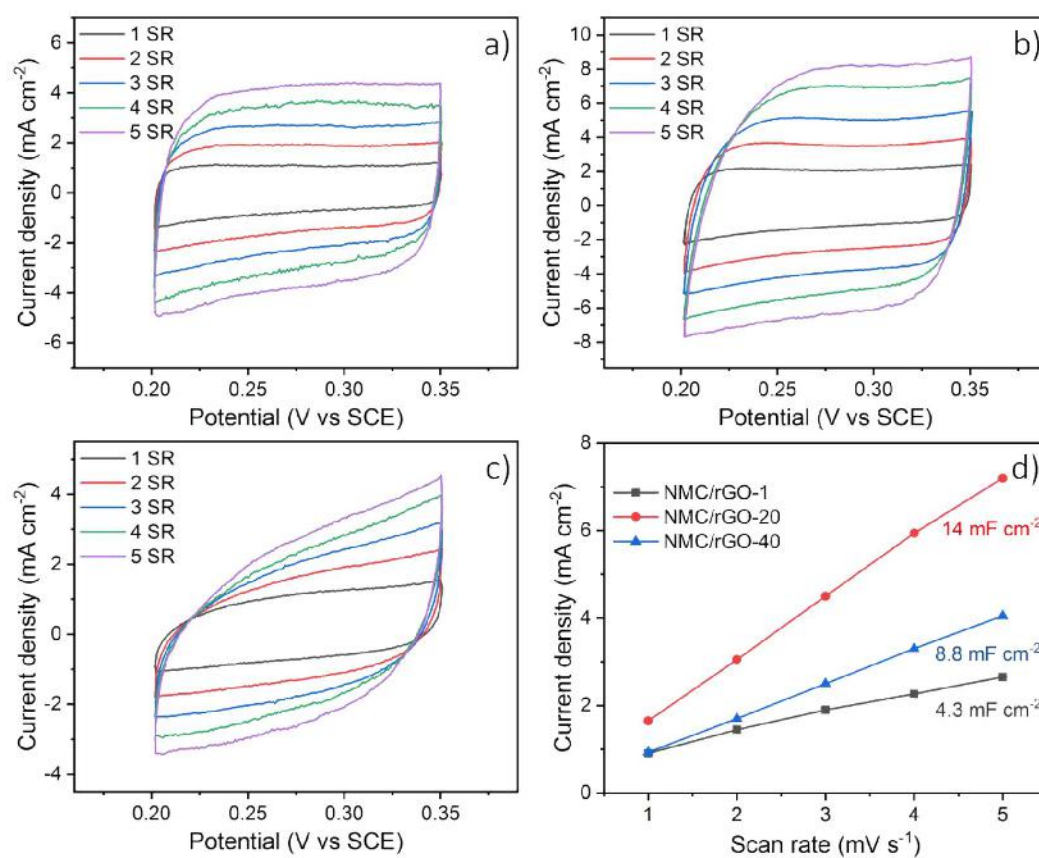 1 SR
2 SR
3 SR
4 SR
5 SR
a)
6
4
2
0
-2
-4
-6
Current density (mA cm⁻²)
0.20 0.25 0.30 0.35
Potential (V vs SCE)
1 SR
2 SR
3 SR
4 SR
5 SR
b)
10
8
6
4
2
0
-2
-4
-6
-8
Current density (mA cm⁻²)
0.20 0.25 0.30 0.35
Potential (V vs SCE)
1 SR
2 SR
3 SR
4 SR
5 SR
c)
4
2
0
-2
-4
Current density (mA cm⁻²)
0.20 0.25 0.30 0.35
Potential (V vs SCE)
d)
NMC/rGO-1
NMC/rGO-20
NMC/rGO-40
14 mF cm⁻²
8.8 mF cm⁻²
4.3 mF cm⁻²
8
6
4
2
0
Current density (mA cm⁻²)
1 2 3 4 5
Scan rate (mV s⁻¹)